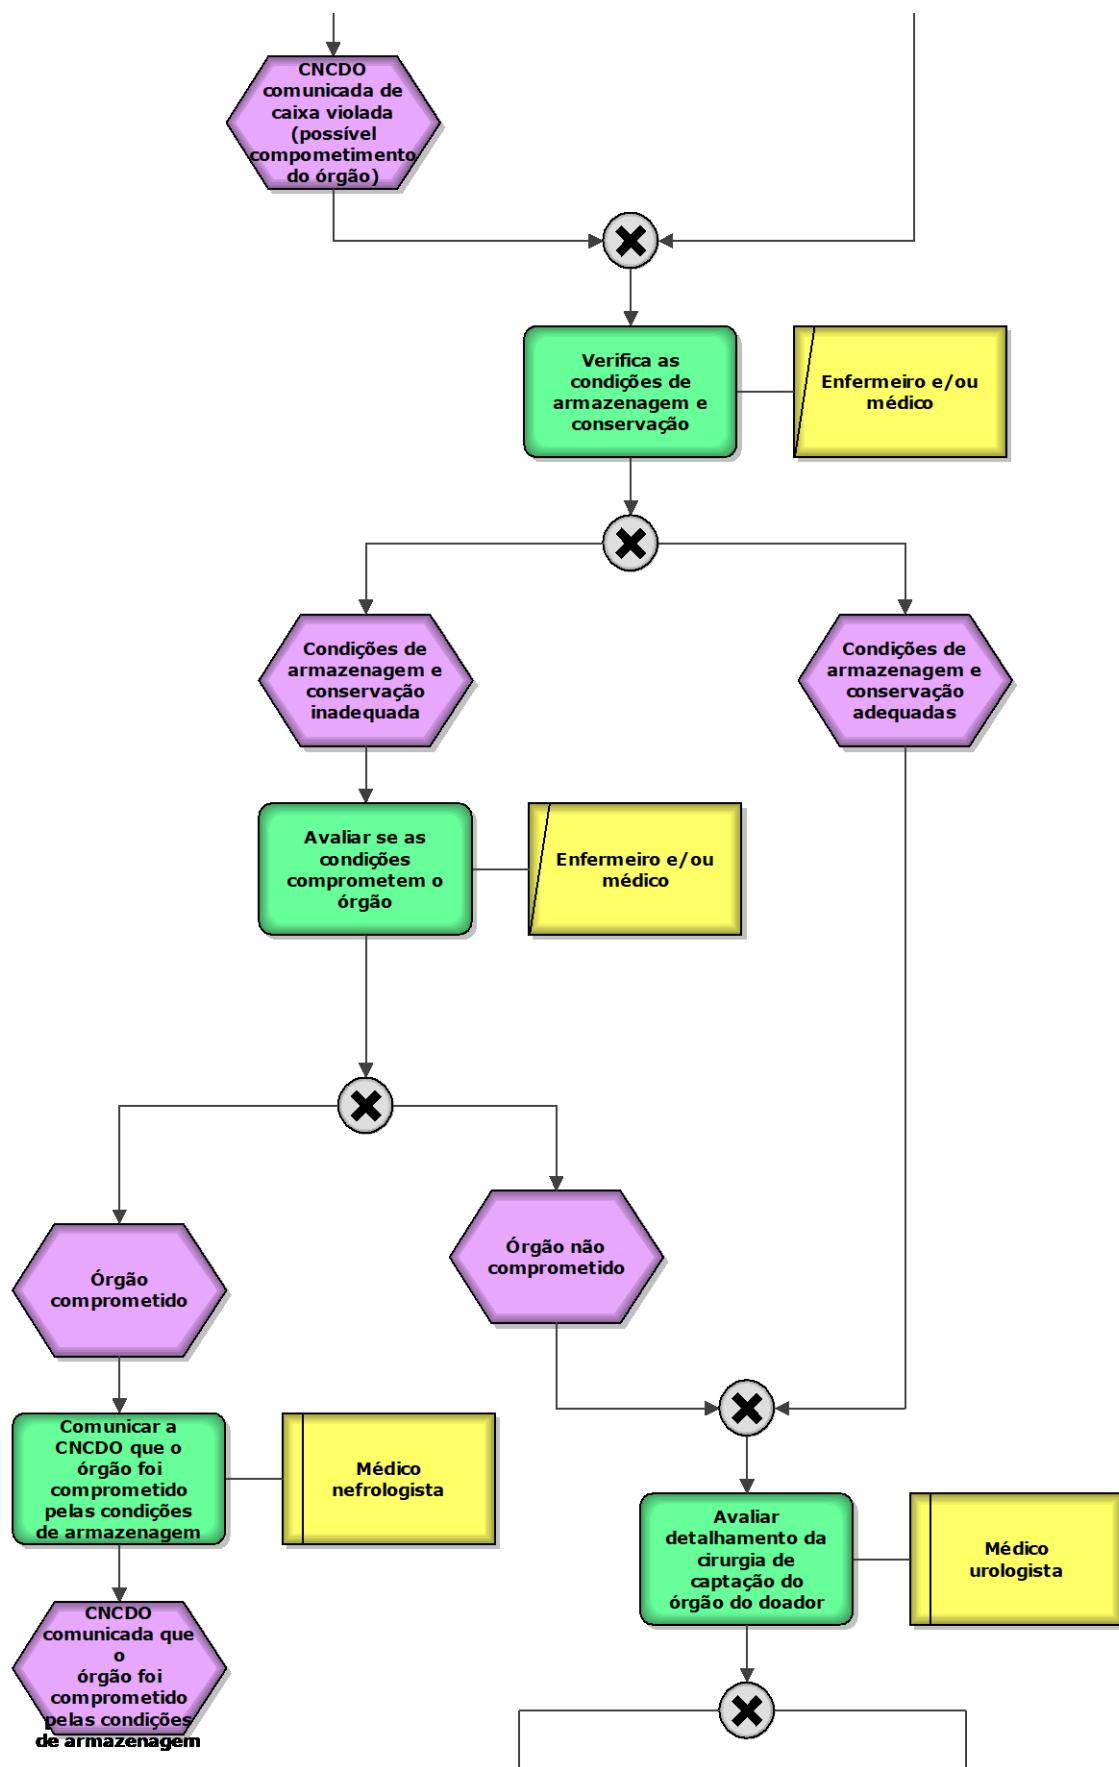 CNCDO
comunicada de
caixa violada
(possível
compometimento
do órgão)
Verifica as
condições de
armazenagem e
conservação
Enfermeiro e/ou
médico
Condições de
armazenagem e
conservação
inadequada
Condições de
armazenagem e
conservação
adequadas
Avaliar se as
condições
comprometem o
órgão
Enfermeiro e/ou
médico
Órgão não
comprometido
Órgão
comprometido
Comunicar a
CNCDO que o
órgão foi
comprometido
pelas condições
de armazenagem
Médico
nefrologista
Avaliar
detalhamento da
cirurgia de
captação do
órgão do doador
Médico
urologista
CNCDO
comunicada que
o
órgão foi
comprometido
pelas condições
de armazenagem